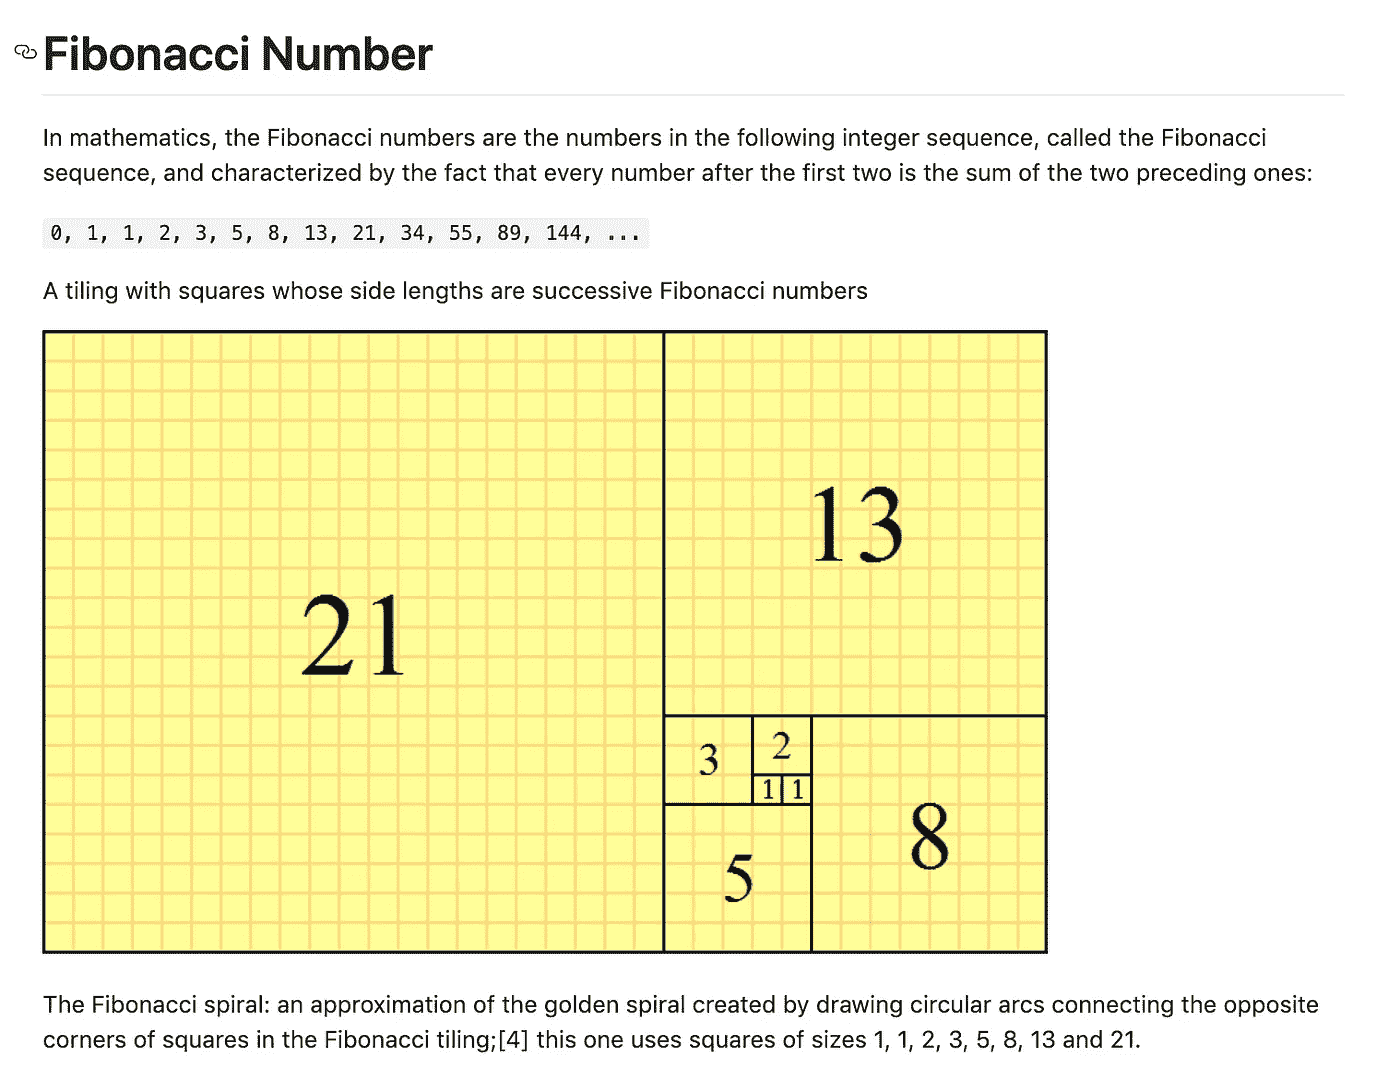 Fibonacci Number
In mathematics, the Fibonacci numbers are the numbers in the following integer sequence, called the Fibonacci
sequence, and characterized by the fact that every number after the first two is the sum of the two preceding ones:
0, 1, 1, 2, 3, 5, 8, 13, 21, 34, 55, 89, 144, ...
A tiling with squares whose side lengths are successive Fibonacci numbers
13
21
3
2
1
1
8
5
The Fibonacci spiral: an approximation of the golden spiral created by drawing circular arcs connecting the opposite
corners of squares in the Fibonacci tiling;[4] this one uses squares of sizes 1, 1, 2, 3, 5, 8, 13 and 21.